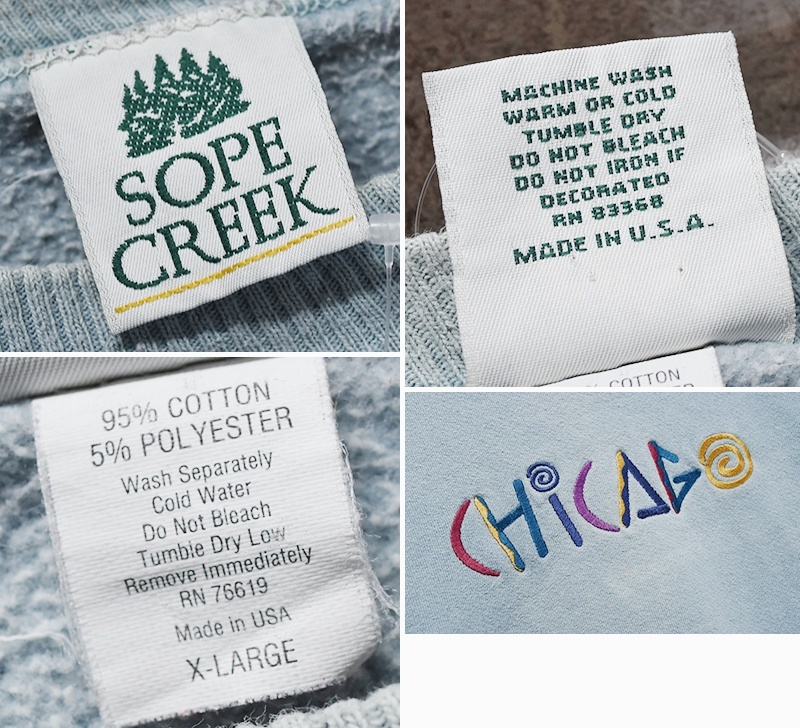 SOPE
CREEK
MACHINE WASH
WARM OR COLD
TUMBLE DRY
DO NOT BLEACH
DO NOT IRON IF
DECORATED
RN 83368
MADE IN U.S.A.
COTTON
95% COTTON
5% POLYESTER
Wash Separately
Cold Water
Do Not Bleach
Tumble Dry Low
Remove Immediately
RN 76619
Made in USA
X-LARGE
CHiCAGO